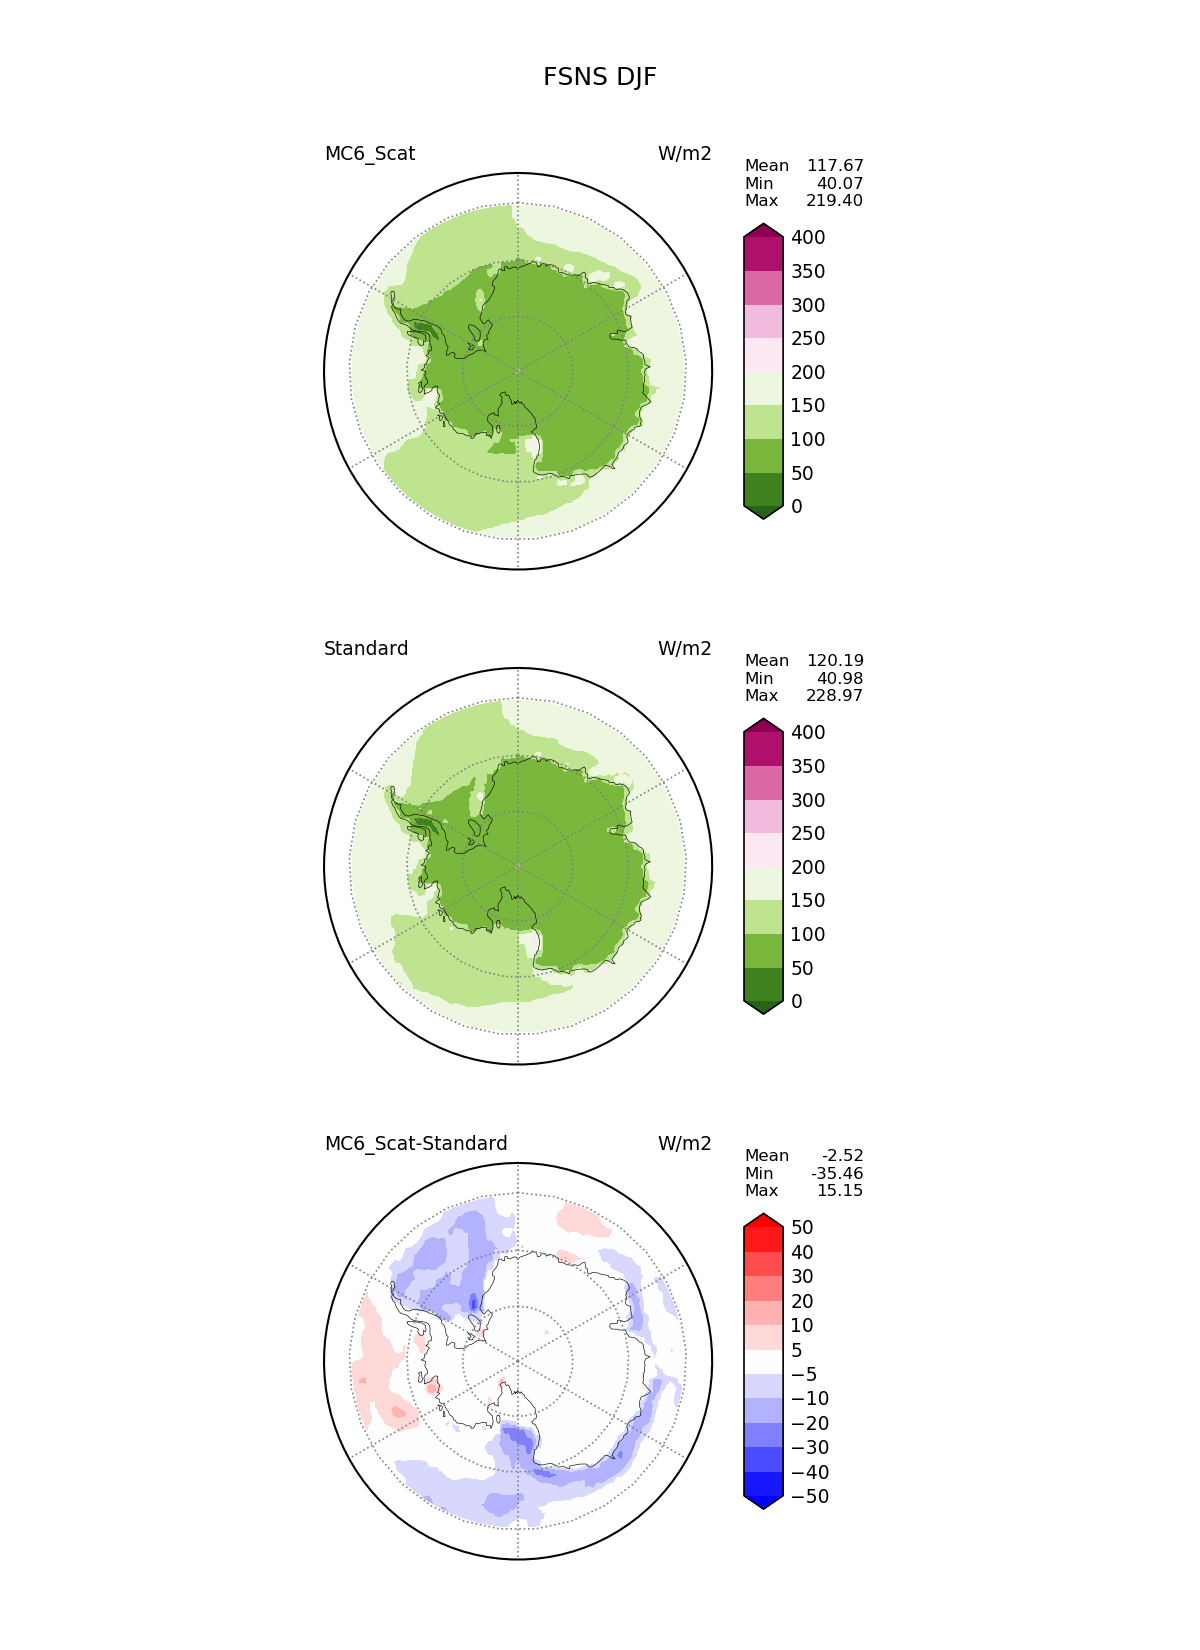 FSNS DJF
MC6_Scat W/m2
Mean 117.67
Min 40.07
Max 219.40
400
350
300
250
200
150
100
50
0
Standard W/m2
Mean 120.19
Min 40.98
Max 228.97
400
350
300
250
200
150
100
50
0
MC6_Scat-Standard W/m2
Mean -2.52
Min -35.46
Max 15.15
50
40
30
20
10
5
−5
−10
−20
−30
−40
−50